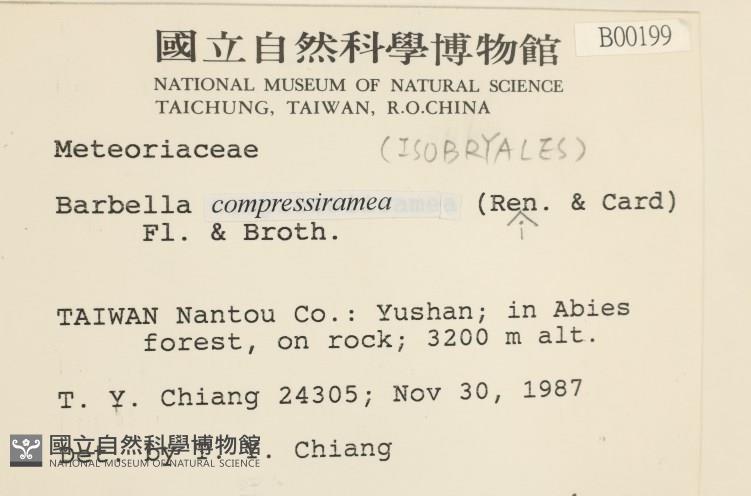 國立自然科學博物館
B00199
NATIONAL MUSEUM OF NATURAL SCIENCE
TAICHUNG, TAIWAN, R.O.CHINA
Meteoriaceae (ISOBRYALES)
Barbella compressiramea (Ren. & Card)
i
Fl. & Broth.
TAIWAN Nantou Co.: Yushan; in Abies
forest, on rock; 3200 m alt.
T. Y. Chiang 24305; Nov 30, 1987
Det. by T. Y. Chiang
國立自然科學博物館
NATIONAL MUSEUM OF NATURAL SCIENCE